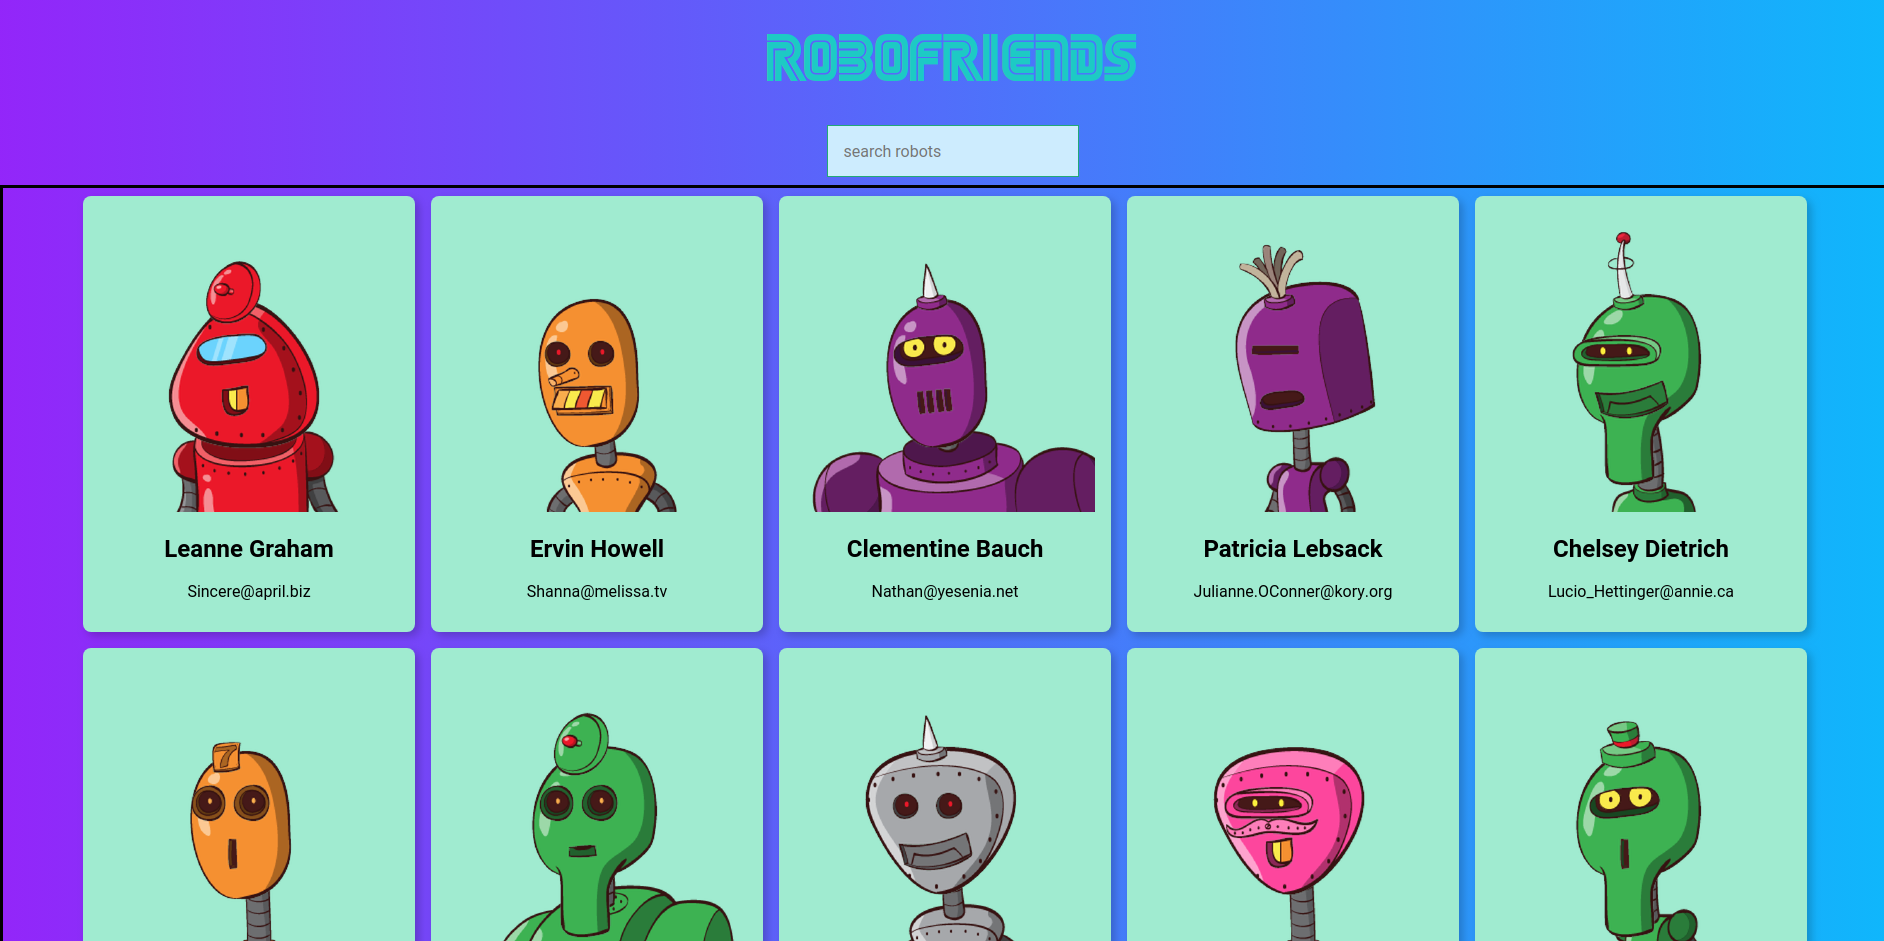 ROBOFRIENDS
search robots
Leanne Graham
Sincere@april.biz
Ervin Howell
Shanna@melissa.tv
Clementine Bauch
Nathan@yesenia.net
Patricia Lebsack
Julianne.OConner@kory.org
Chelsey Dietrich
Lucio_Hettinger@annie.ca
7